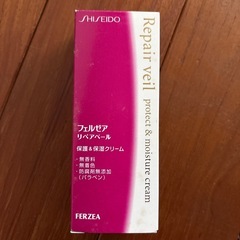 SHISEIDO
Repair veil
protect & moisture cream
フェルゼア
リペアベール
保護&保湿クリーム
・無香料
・無着色
・防腐剤無添加
(パラベン)
FERZEA